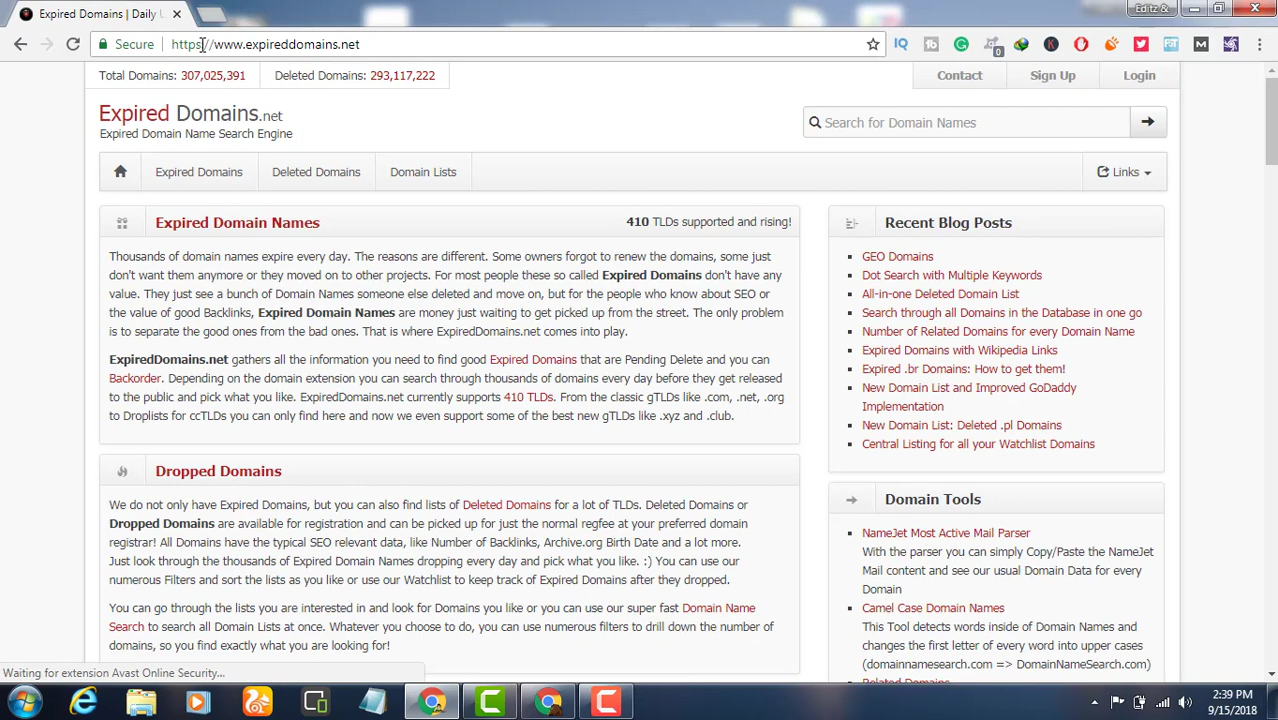 Expired Domains | Daily U
Editz &
Secure
https://www.expireddomains.net
0
Total Domains: 307,025,391
Deleted Domains: 293,117,222
Contact
Sign Up
Login
Expired Domains.net
Expired Domain Name Search Engine
Search for Domain Names
Expired Domains
Deleted Domains
Domain Lists
Links
Expired Domain Names
410 TLDs supported and rising!
Thousands of domain names expire every day. The reasons are different. Some owners forgot to renew the domains, some just
don't want them anymore or they moved on to other projects. For most people these so called Expired Domains don't have any
value. They just see a bunch of Domain Names someone else deleted and move on, but for the people who know about SEO or
the value of good Backlinks, Expired Domain Names are money just waiting to get picked up from the street. The only problem
is to separate the good ones from the bad ones. That is where ExpiredDomains.net comes into play.
ExpiredDomains.net gathers all the information you need to find good Expired Domains that are Pending Delete and you can
Backorder. Depending on the domain extension you can search through thousands of domains every day before they get released
to the public and pick what you like. ExpiredDomains.net currently supports 410 TLDs. From the classic gTLDs like .com, .net, .org
to Droplists for ccTLDs you can only find here and now we even support some of the best new gTLDs like .xyz and .club.
Dropped Domains
We do not only have Expired Domains, but you can also find lists of Deleted Domains for a lot of TLDs. Deleted Domains or
Dropped Domains are available for registration and can be picked up for just the normal regfee at your preferred domain
registrar! All Domains have the typical SEO relevant data, like Number of Backlinks, Archive.org Birth Date and a lot more.
Just look through the thousands of Expired Domain Names dropping every day and pick what you like. :) You can use our
numerous Filters and sort the lists as you like or use our Watchlist to keep track of Expired Domains after they dropped.
You can go through the lists you are interested in and look for Domains you like or you can use our super fast Domain Name
Search to search all Domain Lists at once. Whatever you choose to do, you can use numerous filters to drill down the number of
domains, so you find exactly what you are looking for!
Recent Blog Posts
GEO Domains
Dot Search with Multiple Keywords
All-in-one Deleted Domain List
Search through all Domains in the Database in one go
Number of Related Domains for every Domain Name
Expired Domains with Wikipedia Links
Expired .br Domains: How to get them!
New Domain List and Improved GoDaddy
Implementation
New Domain List: Deleted .pl Domains
Central Listing for all your Watchlist Domains
Domain Tools
NameJet Most Active Mail Parser
With the parser you can simply Copy/Paste the NameJet
Mail content and see our usual Domain Data for every
Domain
Camel Case Domain Names
This Tool detects words inside of Domain Names and
changes the first letter of every word into upper cases
(domainnamesearch.com => DomainNameSearch.com)
Related Domains
Waiting for extension Avast Online Security...
2:39 PM
9/15/2018